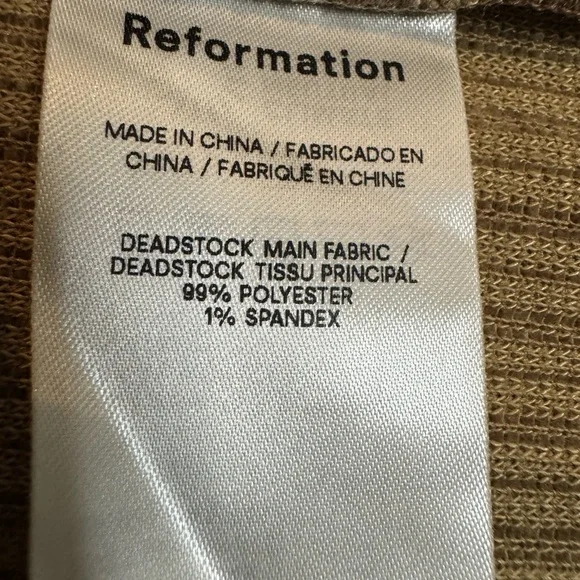 Reformation
MADE IN CHINA / FABRICADO EN
CHINA / FABRIQUÉ EN CHINE
DEADSTOCK MAIN FABRIC /
DEADSTOCK TISSU PRINCIPAL
99% POLYESTER
1% SPANDEX